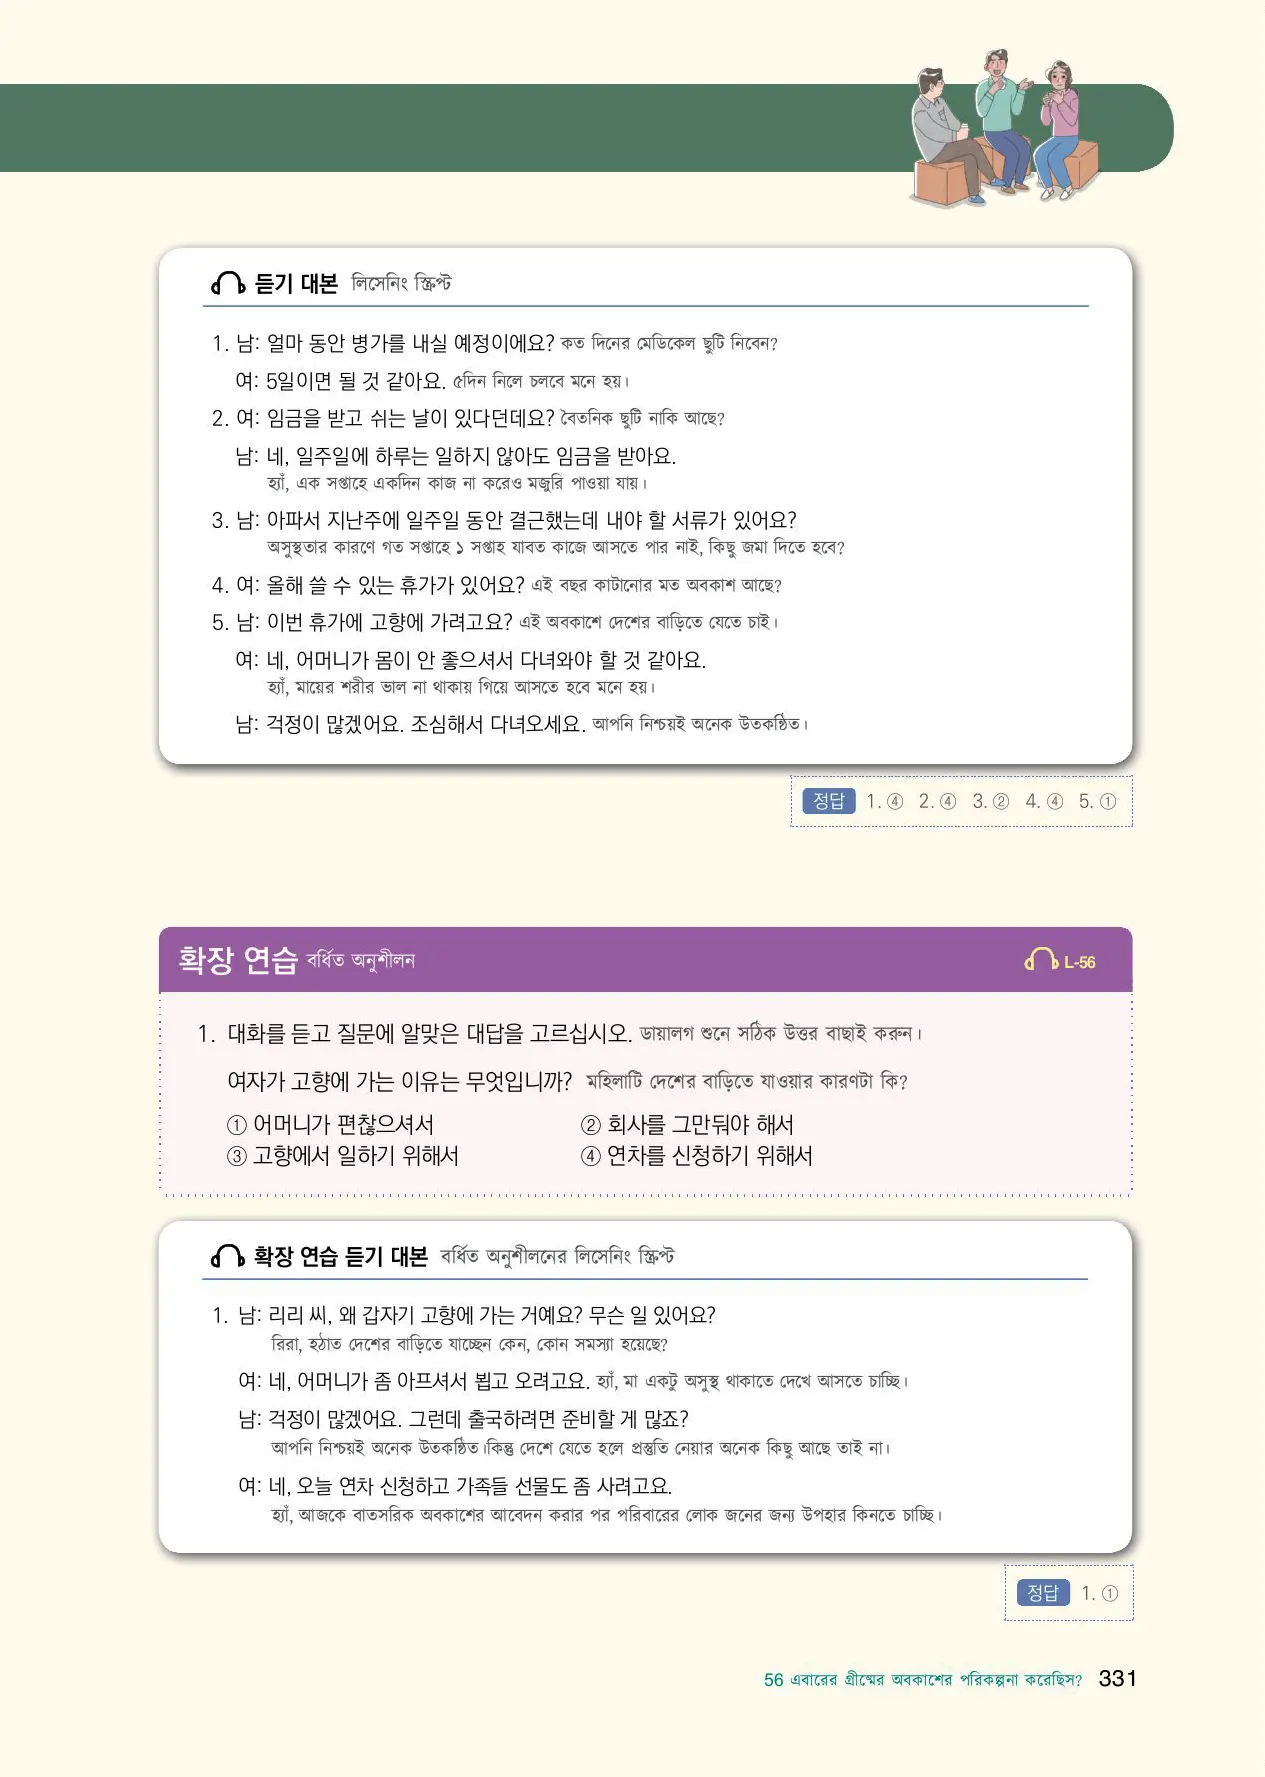 듣기 대본 লিসেনিং স্ক্রিপ্ট
1. 남: 얼마 동안 병가를 내실 예정이에요? কত দিনের মেডিকেল ছুটি নিবেন?
여: 5일이면 될 것 같아요. ৫দিন নিলে চলবে মনে হয়।
2. 여: 임금을 받고 쉬는 날이 있다던데요? বৈতনিক ছুটি নাকি আছে?
남: 네, 일주일에 하루는 일하지 않아도 임금을 받아요.
হ্যাঁ, এক সপ্তাহে একদিন কাজ না করেও মজুরি পাওয়া যায়।
3. 남: 아파서 지난주에 일주일 동안 결근했는데 내야 할 서류가 있어요?
অসুস্থতার কারণে গত সপ্তাহে ১ সপ্তাহ যাবত কাজে আসতে পার নাই, কিছু জমা দিতে হবে?
4. 여: 올해 쓸 수 있는 휴가가 있어요? এই বছর কাটানোর মত অবকাশ আছে?
5. 남: 이번 휴가에 고향에 가려고요? এই অবকাশে দেশের বাড়িতে যেতে চাই।
여: 네, 어머니가 몸이 안 좋으셔서 다녀와야 할 것 같아요.
হ্যাঁ, মায়ের শরীর ভাল না থাকায় গিয়ে আসতে হবে মনে হয়।
남: 걱정이 많겠어요. 조심해서 다녀오세요. আপনি নিশ্চয়ই অনেক উতকণ্ঠিত।
정답 1. ④ 2. ④ 3. ② 4. ④ 5. ①
확장 연습 বর্ধিত অনুশীলন L-56
1. 대화를 듣고 질문에 알맞은 대답을 고르십시오. ডায়ালগ শুনে সঠিক উত্তর বাছাই করুন।
여자가 고향에 가는 이유는 무엇입니까? মহিলাটি দেশের বাড়িতে যাওয়ার কারণটা কি?
① 어머니가 편찮으셔서 ② 회사를 그만둬야 해서
③ 고향에서 일하기 위해서 ④ 연차를 신청하기 위해서
확장 연습 듣기 대본 বর্ধিত অনুশীলনের লিসেনিং স্ক্রিপ্ট
1. 남: 리리 씨, 왜 갑자기 고향에 가는 거예요? 무슨 일 있어요?
রিরা, হঠাত দেশের বাড়িতে যাচ্ছেন কেন, কোন সমস্যা হয়েছে?
여: 네, 어머니가 좀 아프셔서 뵙고 오려고요. হ্যাঁ, মা একটু অসুস্থ থাকাতে দেখে আসতে চাচ্ছি।
남: 걱정이 많겠어요. 그런데 출국하려면 준비할 게 많죠?
আপনি নিশ্চয়ই অনেক উতকণ্ঠিত।কিন্তু দেশে যেতে হলে প্রস্তুতি নেয়ার অনেক কিছু আছে তাই না।
여: 네, 오늘 연차 신청하고 가족들 선물도 좀 사려고요.
হ্যাঁ, আজকে বাতসরিক অবকাশের আবেদন করার পর পরিবারের লোক জনের জন্য উপহার কিনতে চাচ্ছি।
정답 1. ①
56 এবারের গ্রীষ্মের অবকাশের পরিকল্পনা করেছিস? 331